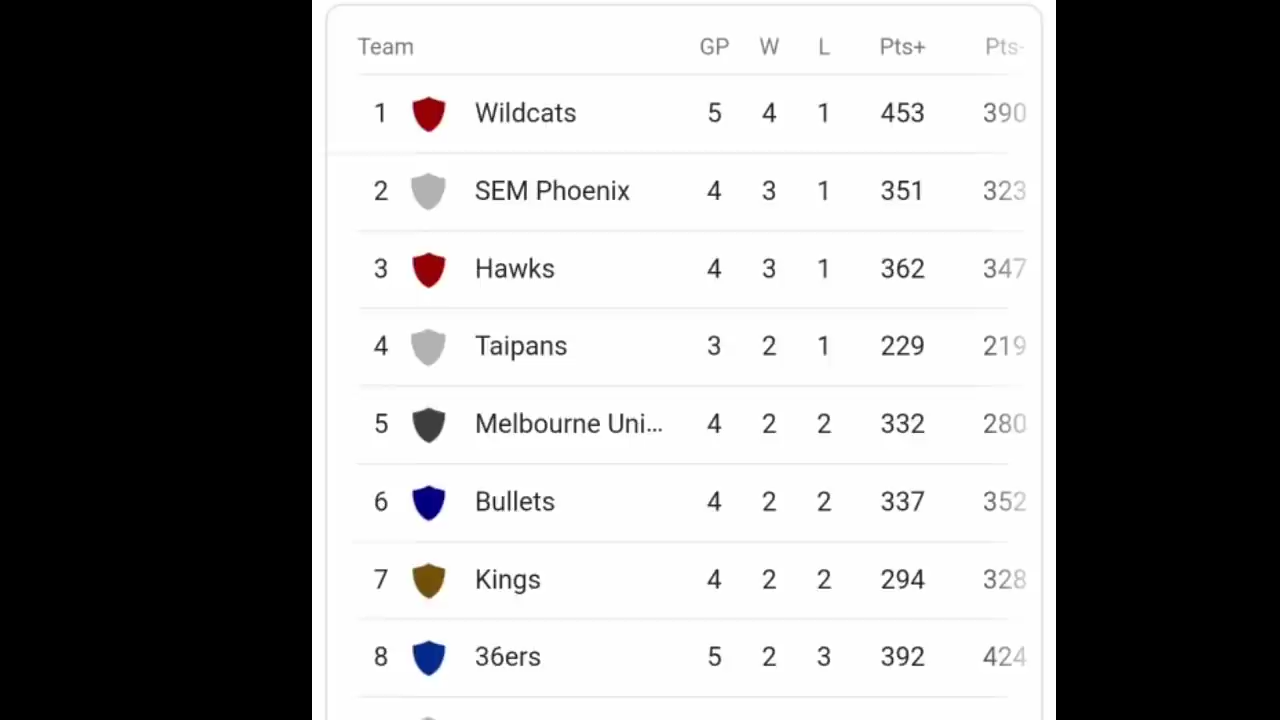 Team GP W L Pts+ Pts-
1 Wildcats 5 4 1 453 390
2 SEM Phoenix 4 3 1 351 323
3 Hawks 4 3 1 362 347
4 Taipans 3 2 1 229 219
5 Melbourne Uni... 4 2 2 332 280
6 Bullets 4 2 2 337 352
7 Kings 4 2 2 294 328
8 36ers 5 2 3 392 424